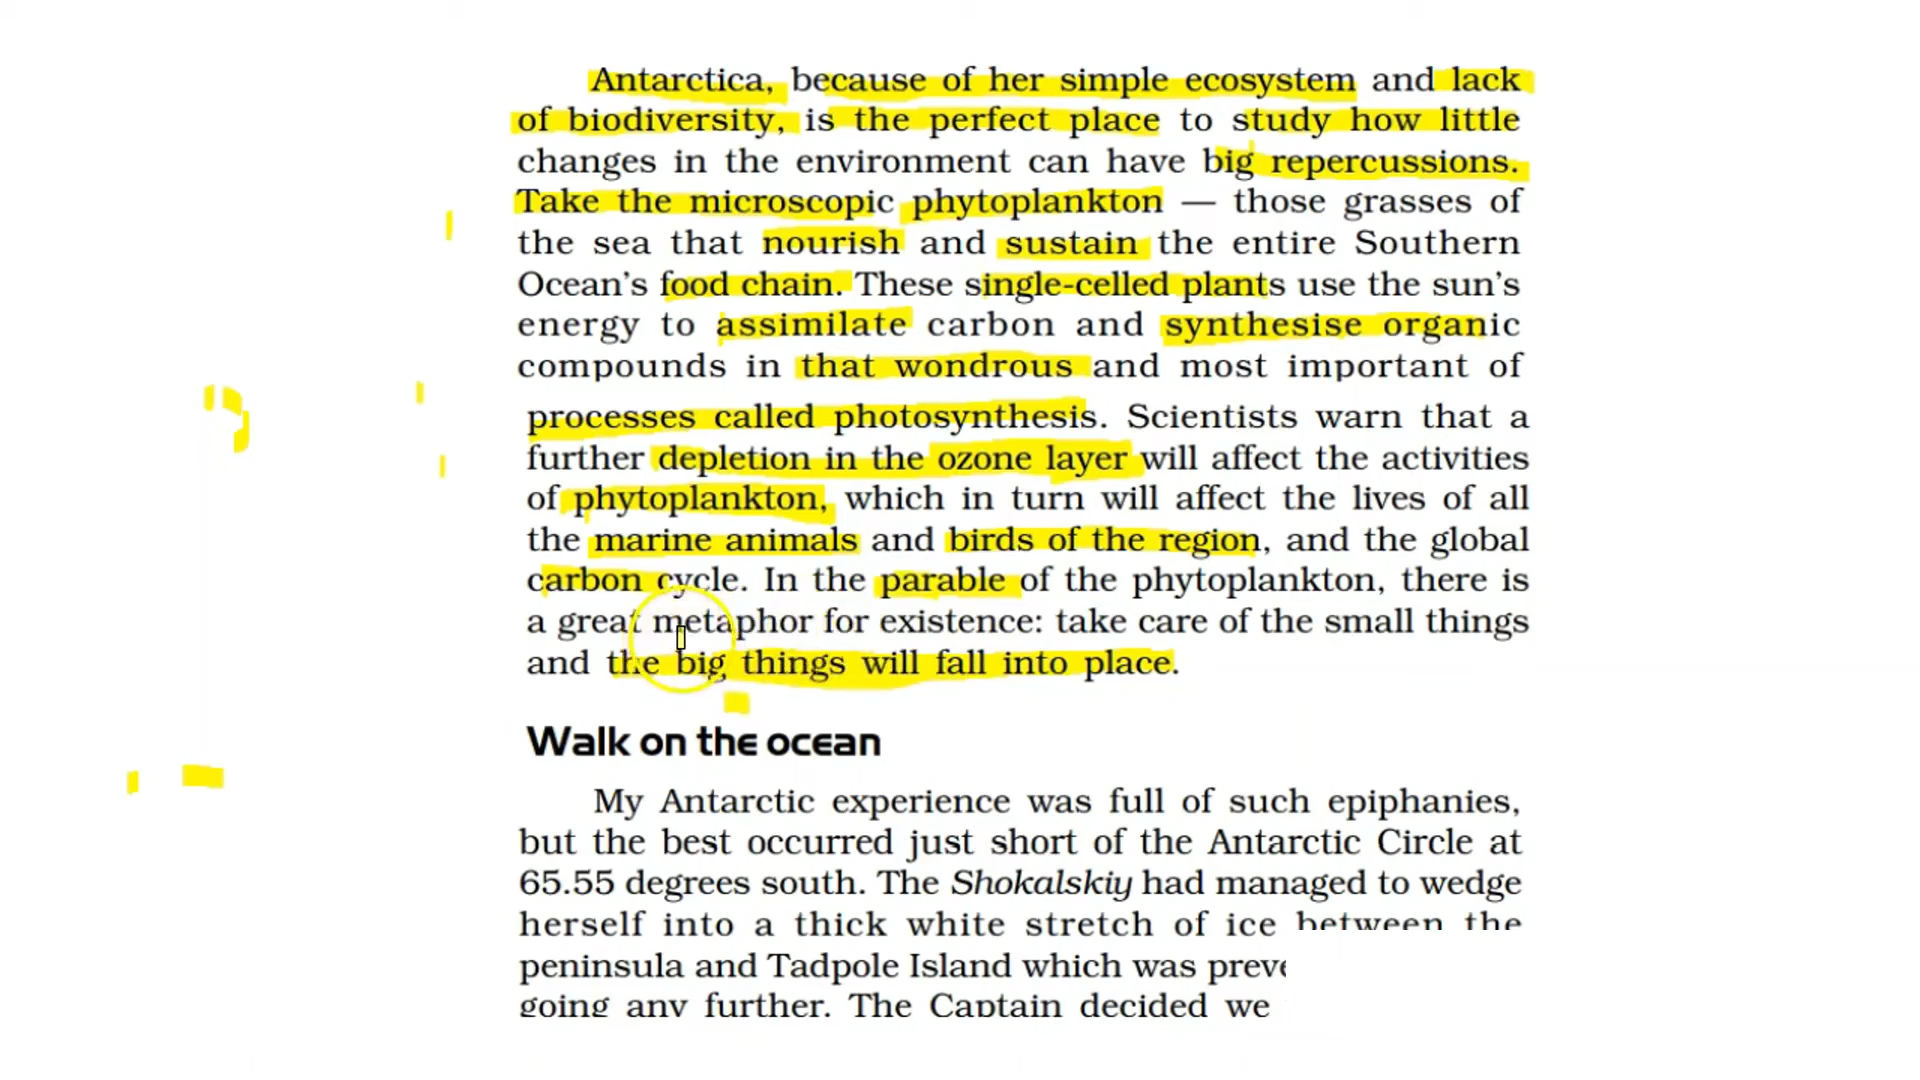 Antarctica, because of her simple ecosystem and lack
of biodiversity, is the perfect place to study how little
changes in the environment can have big repercussions.
Take the microscopic phytoplankton — those grasses of
the sea that nourish and sustain the entire Southern
Ocean’s food chain. These single-celled plants use the sun’s
energy to assimilate carbon and synthesise organic
compounds in that wondrous and most important of
processes called photosynthesis. Scientists warn that a
further depletion in the ozone layer will affect the activities
of phytoplankton, which in turn will affect the lives of all
the marine animals and birds of the region, and the global
carbon cycle. In the parable of the phytoplankton, there is
a great metaphor for existence: take care of the small things
and the big things will fall into place.
Walk on the ocean
My Antarctic experience was full of such epiphanies,
but the best occurred just short of the Antarctic Circle at
65.55 degrees south. The Shokalskiy had managed to wedge
herself into a thick white stretch of ice between the
peninsula and Tadpole Island which was
going any further. The Captain decided we